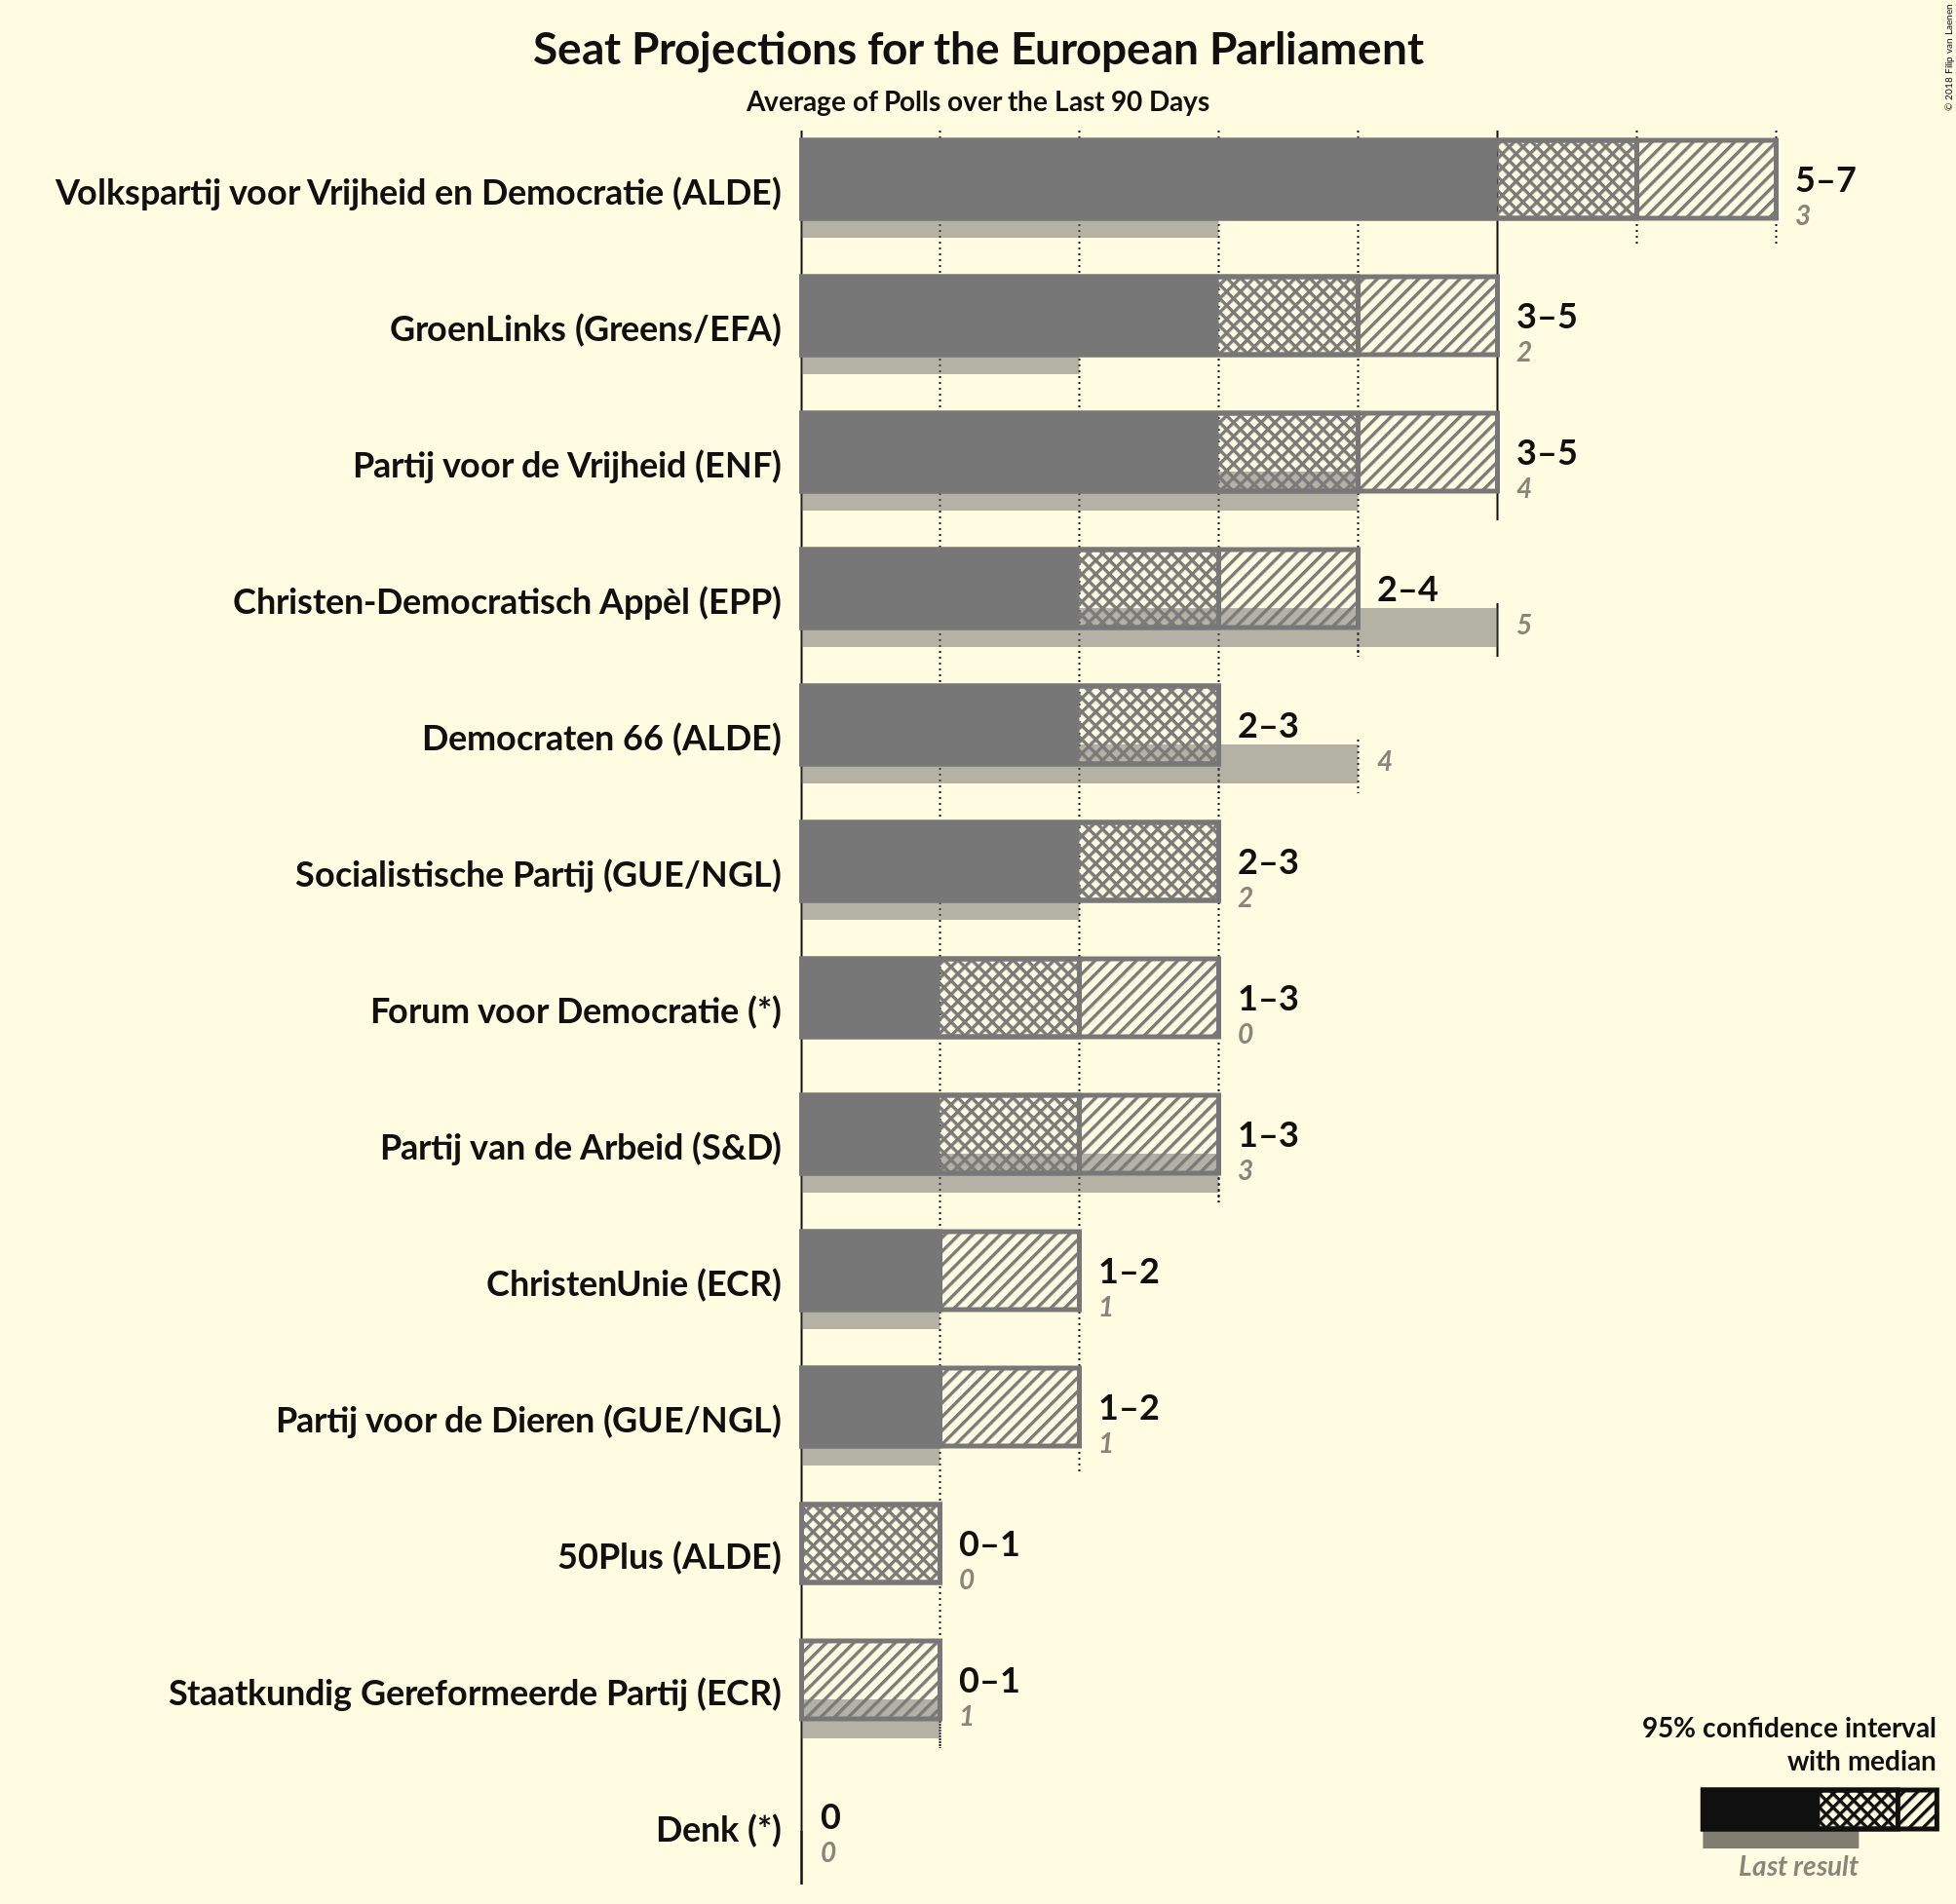 Seat Projections for the European Parliament
Average of Polls over the Last 90 Days
© 2018 Filip van Laenen
Volkspartij voor Vrijheid en Democratie (ALDE)
5–7
3
GroenLinks (Greens/EFA)
3–5
2
Partij voor de Vrijheid (ENF)
3–5
4
Christen-Democratisch Appèl (EPP)
2–4
5
Democraten 66 (ALDE)
2–3
4
Socialistische Partij (GUE/NGL)
2–3
2
Forum voor Democratie (*)
1–3
0
Partij van de Arbeid (S&D)
1–3
3
ChristenUnie (ECR)
1–2
1
Partij voor de Dieren (GUE/NGL)
1–2
1
50Plus (ALDE)
0–1
0
Staatkundig Gereformeerde Partij (ECR)
0–1
1
Denk (*)
0
0
95% confidence interval
with median
Last result